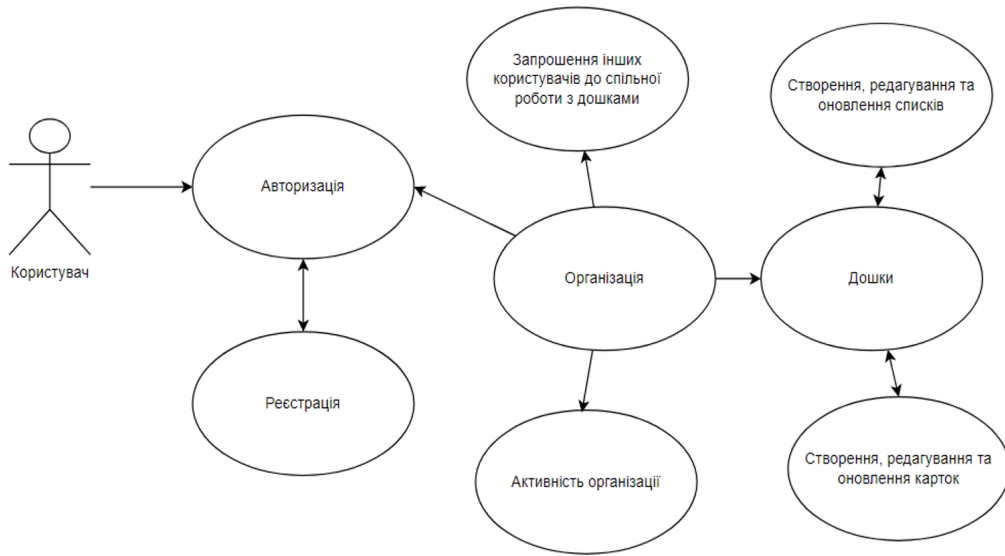 Запрошення інших
користувачів до спільної
роботи з дошками
Створення, редагування та
оновлення списків
Авторизація
Користувач
Організація
Дошки
Реєстрація
Активність організації
Створення, редагування та
оновлення карток